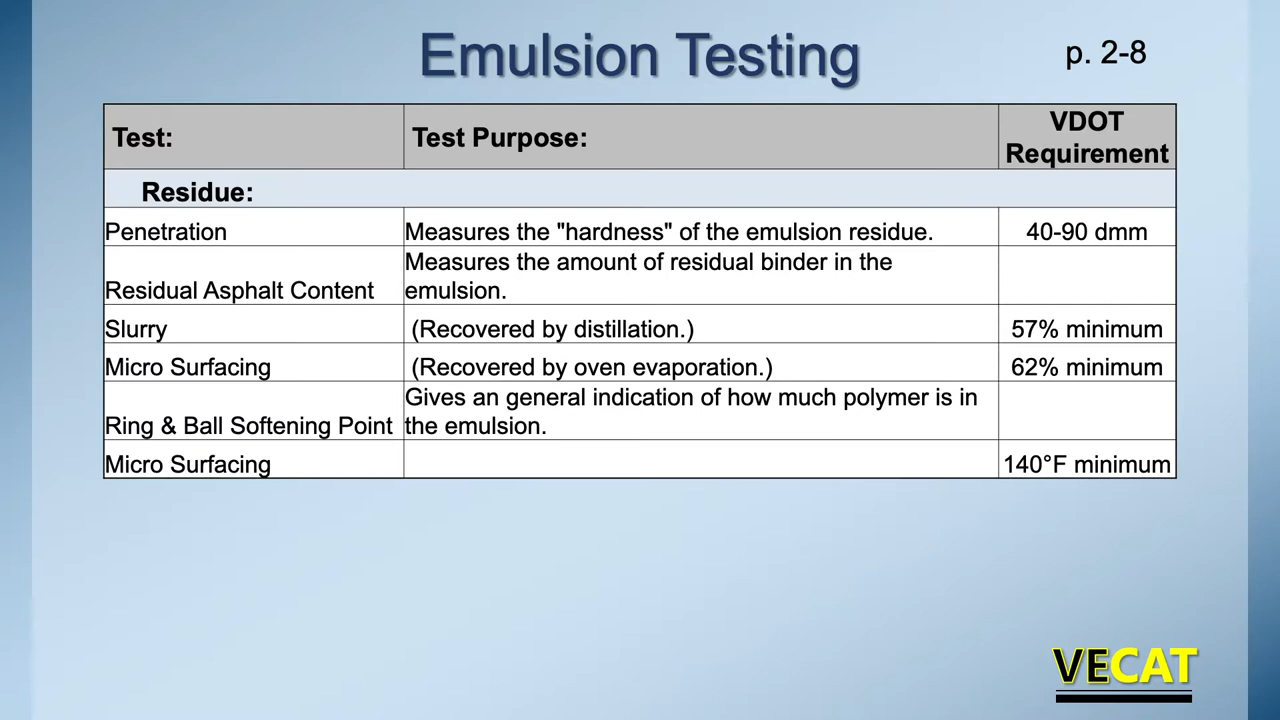 Emulsion Testing
p. 2-8
Test:
Test Purpose:
VDOT
Requirement
Residue:
Penetration
Measures the "hardness" of the emulsion residue.
40-90 dmm
Residual Asphalt Content
Measures the amount of residual binder in the
emulsion.
Slurry
(Recovered by distillation.)
57% minimum
Micro Surfacing
(Recovered by oven evaporation.)
62% minimum
Ring & Ball Softening Point
Gives an general indication of how much polymer is in
the emulsion.
Micro Surfacing
140°F minimum
VECAT